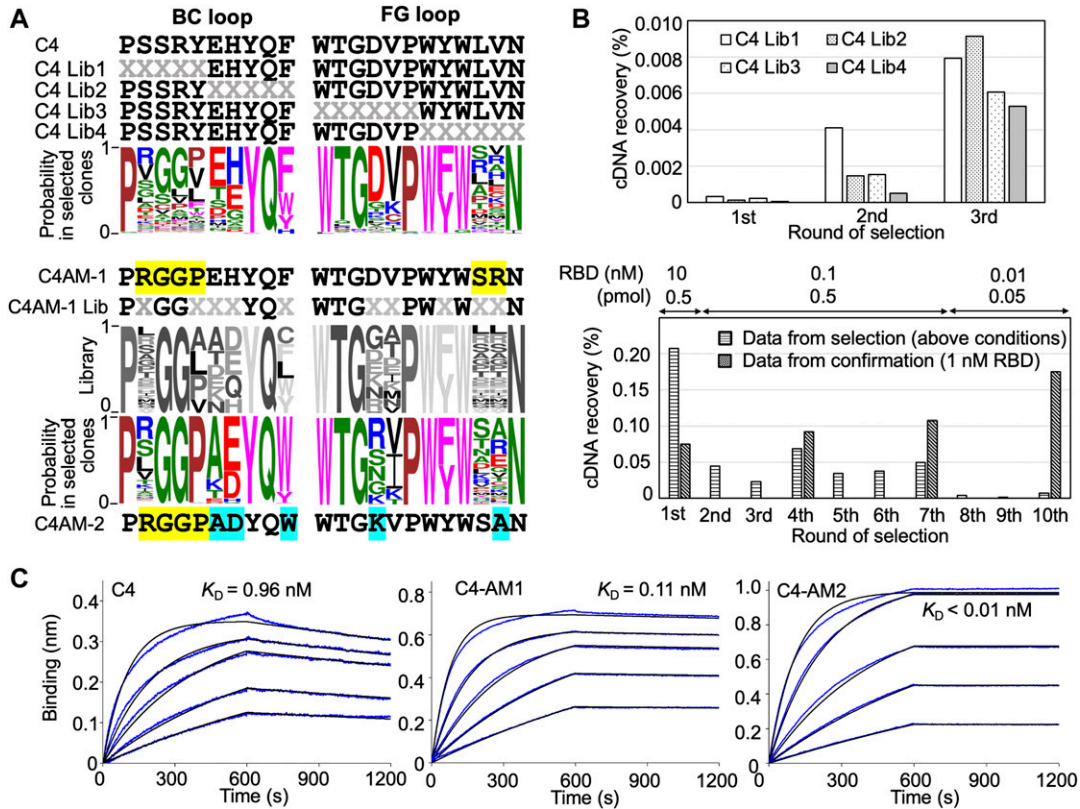 A
BC loop FG loop
C4 PSSRYEHYQF WTGDVPWYWLVN
C4 Lib1 XXXXXEHYQF WTGDVPWYWLVN
C4 Lib2 PSSRYXXXXX WTGDVPWYWLVN
C4 Lib3 PSSRYEHYQF XXXXXXWYWLVN
C4 Lib4 PSSRYEHYQF WTGDVPXXXXXX
Probability in selected clones
1
0
C4AM-1 PRGGPEHYQF WTGDVPWYWSRN
C4AM-1 Lib PXGGXXXYQX WTGXXPWXWXXN
Library
Probability in selected clones
1
0
C4AM-2 PRGGPADYQW WTGKVPWYWSAN
B
cDNA recovery (%)
0.010
0.008
0.006
0.004
0.002
0
C4 Lib1 C4 Lib2
C4 Lib3 C4 Lib4
1st 2nd 3rd
Round of selection
RBD (nM) 10 0.1 0.01
(pmol) 0.5 0.5 0.05
cDNA recovery (%)
0.20
0.15
0.10
0.05
0
Data from selection (above conditions)
Data from confirmation (1 nM RBD)
1st 2nd 3rd 4th 5th 6th 7th 8th 9th 10th
Round of selection
C
Binding (nm)
C4 KD = 0.96 nM
0.4
0.3
0.2
0.1
0
0 300 600 900 1200
Time (s)
C4-AM1 KD = 0.11 nM
0.8
0.6
0.4
0.2
0
0 300 600 900 1200
Time (s)
C4-AM2
KD < 0.01 nM
1.0
0.8
0.6
0.4
0.2
0
0 300 600 900 1200
Time (s)